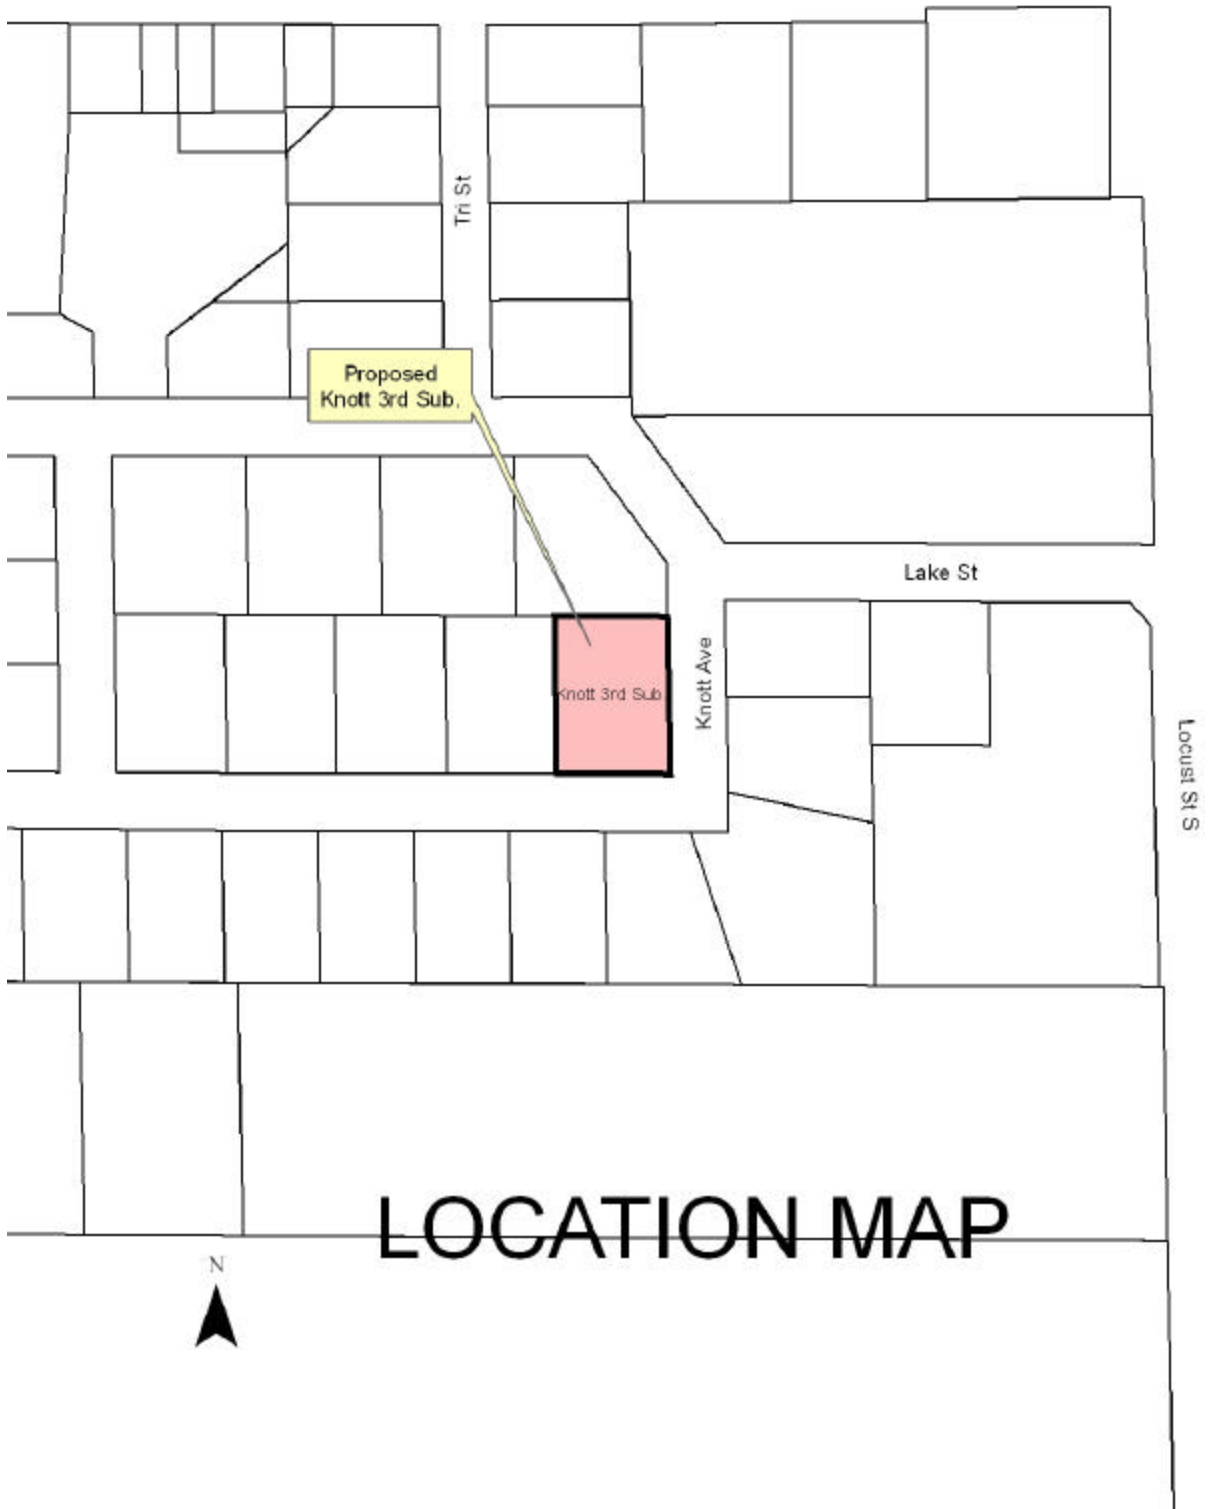 Tri St
Proposed
Knott 3rd Sub.
Lake St
Knott Ave
Knott 3rd Sub
Locust St S
LOCATION MAP
N